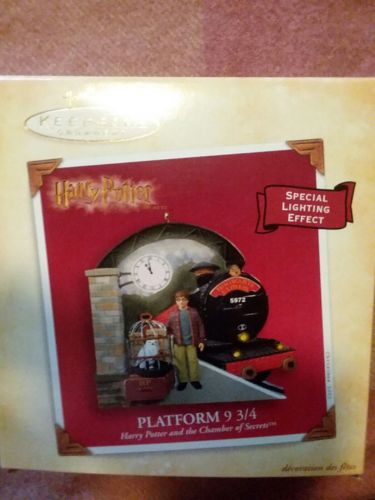 KEEPSAKE
ORNAMENT
Harry Potter
SPECIAL
LIGHTING
EFFECT
5972
PLATFORM 9 3/4
Harry Potter and the Chamber of Secrets™
décoration des fêtes